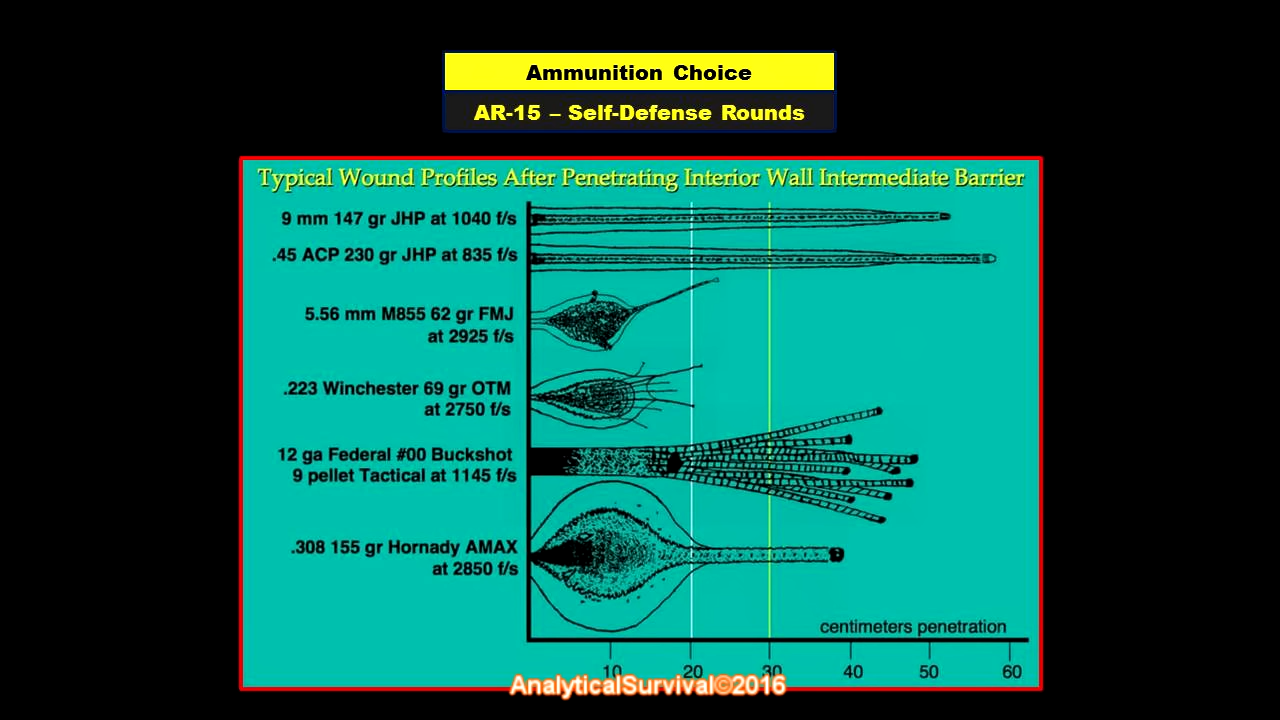 Ammunition Choice
AR-15 – Self-Defense Rounds
Typical Wound Profiles After Penetrating Interior Wall Intermediate Barrier
9 mm 147 gr JHP at 1040 f/s
.45 ACP 230 gr JHP at 835 f/s
5.56 mm M855 62 gr FMJ
at 2925 f/s
.223 Winchester 69 gr OTM
at 2750 f/s
12 ga Federal #00 Buckshot
9 pellet Tactical at 1145 f/s
.308 155 gr Hornady AMAX
at 2850 f/s
centimeters penetration
10 20 30 40 50 60
AnalyticalSurvival©2016